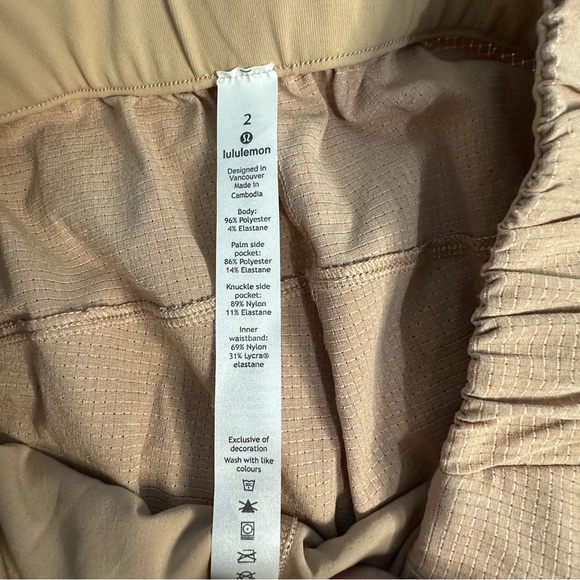 2
lululemon
Designed in
Vancouver
Made in
Cambodia
Body:
96% Polyester
4% Elastane
Palm side
pocket:
86% Polyester
14% Elastane
Knuckle side
pocket:
89% Nylon
11% Elastane
Inner
waistband:
69% Nylon
31% Lycra®
elastane
Exclusive of
decoration
Wash with like
colours